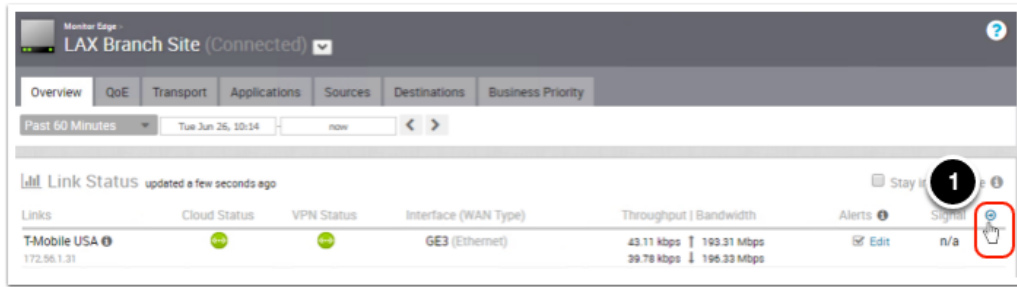 Monitor Edge >
LAX Branch Site (Connected)
?
Overview QoE Transport Applications Sources Destinations Business Priority
Past 60 Minutes Tue Jun 26, 10:14 - now < >
Link Status updated a few seconds ago Stay i e
1
Links Cloud Status VPN Status Interface (WAN Type) Throughput | Bandwidth Alerts Signal
T-Mobile USA GE3 (Ethernet) 43.11 kbps ↑ 193.31 Mbps Edit n/a
172.56.1.31 39.78 kbps ↓ 196.33 Mbps